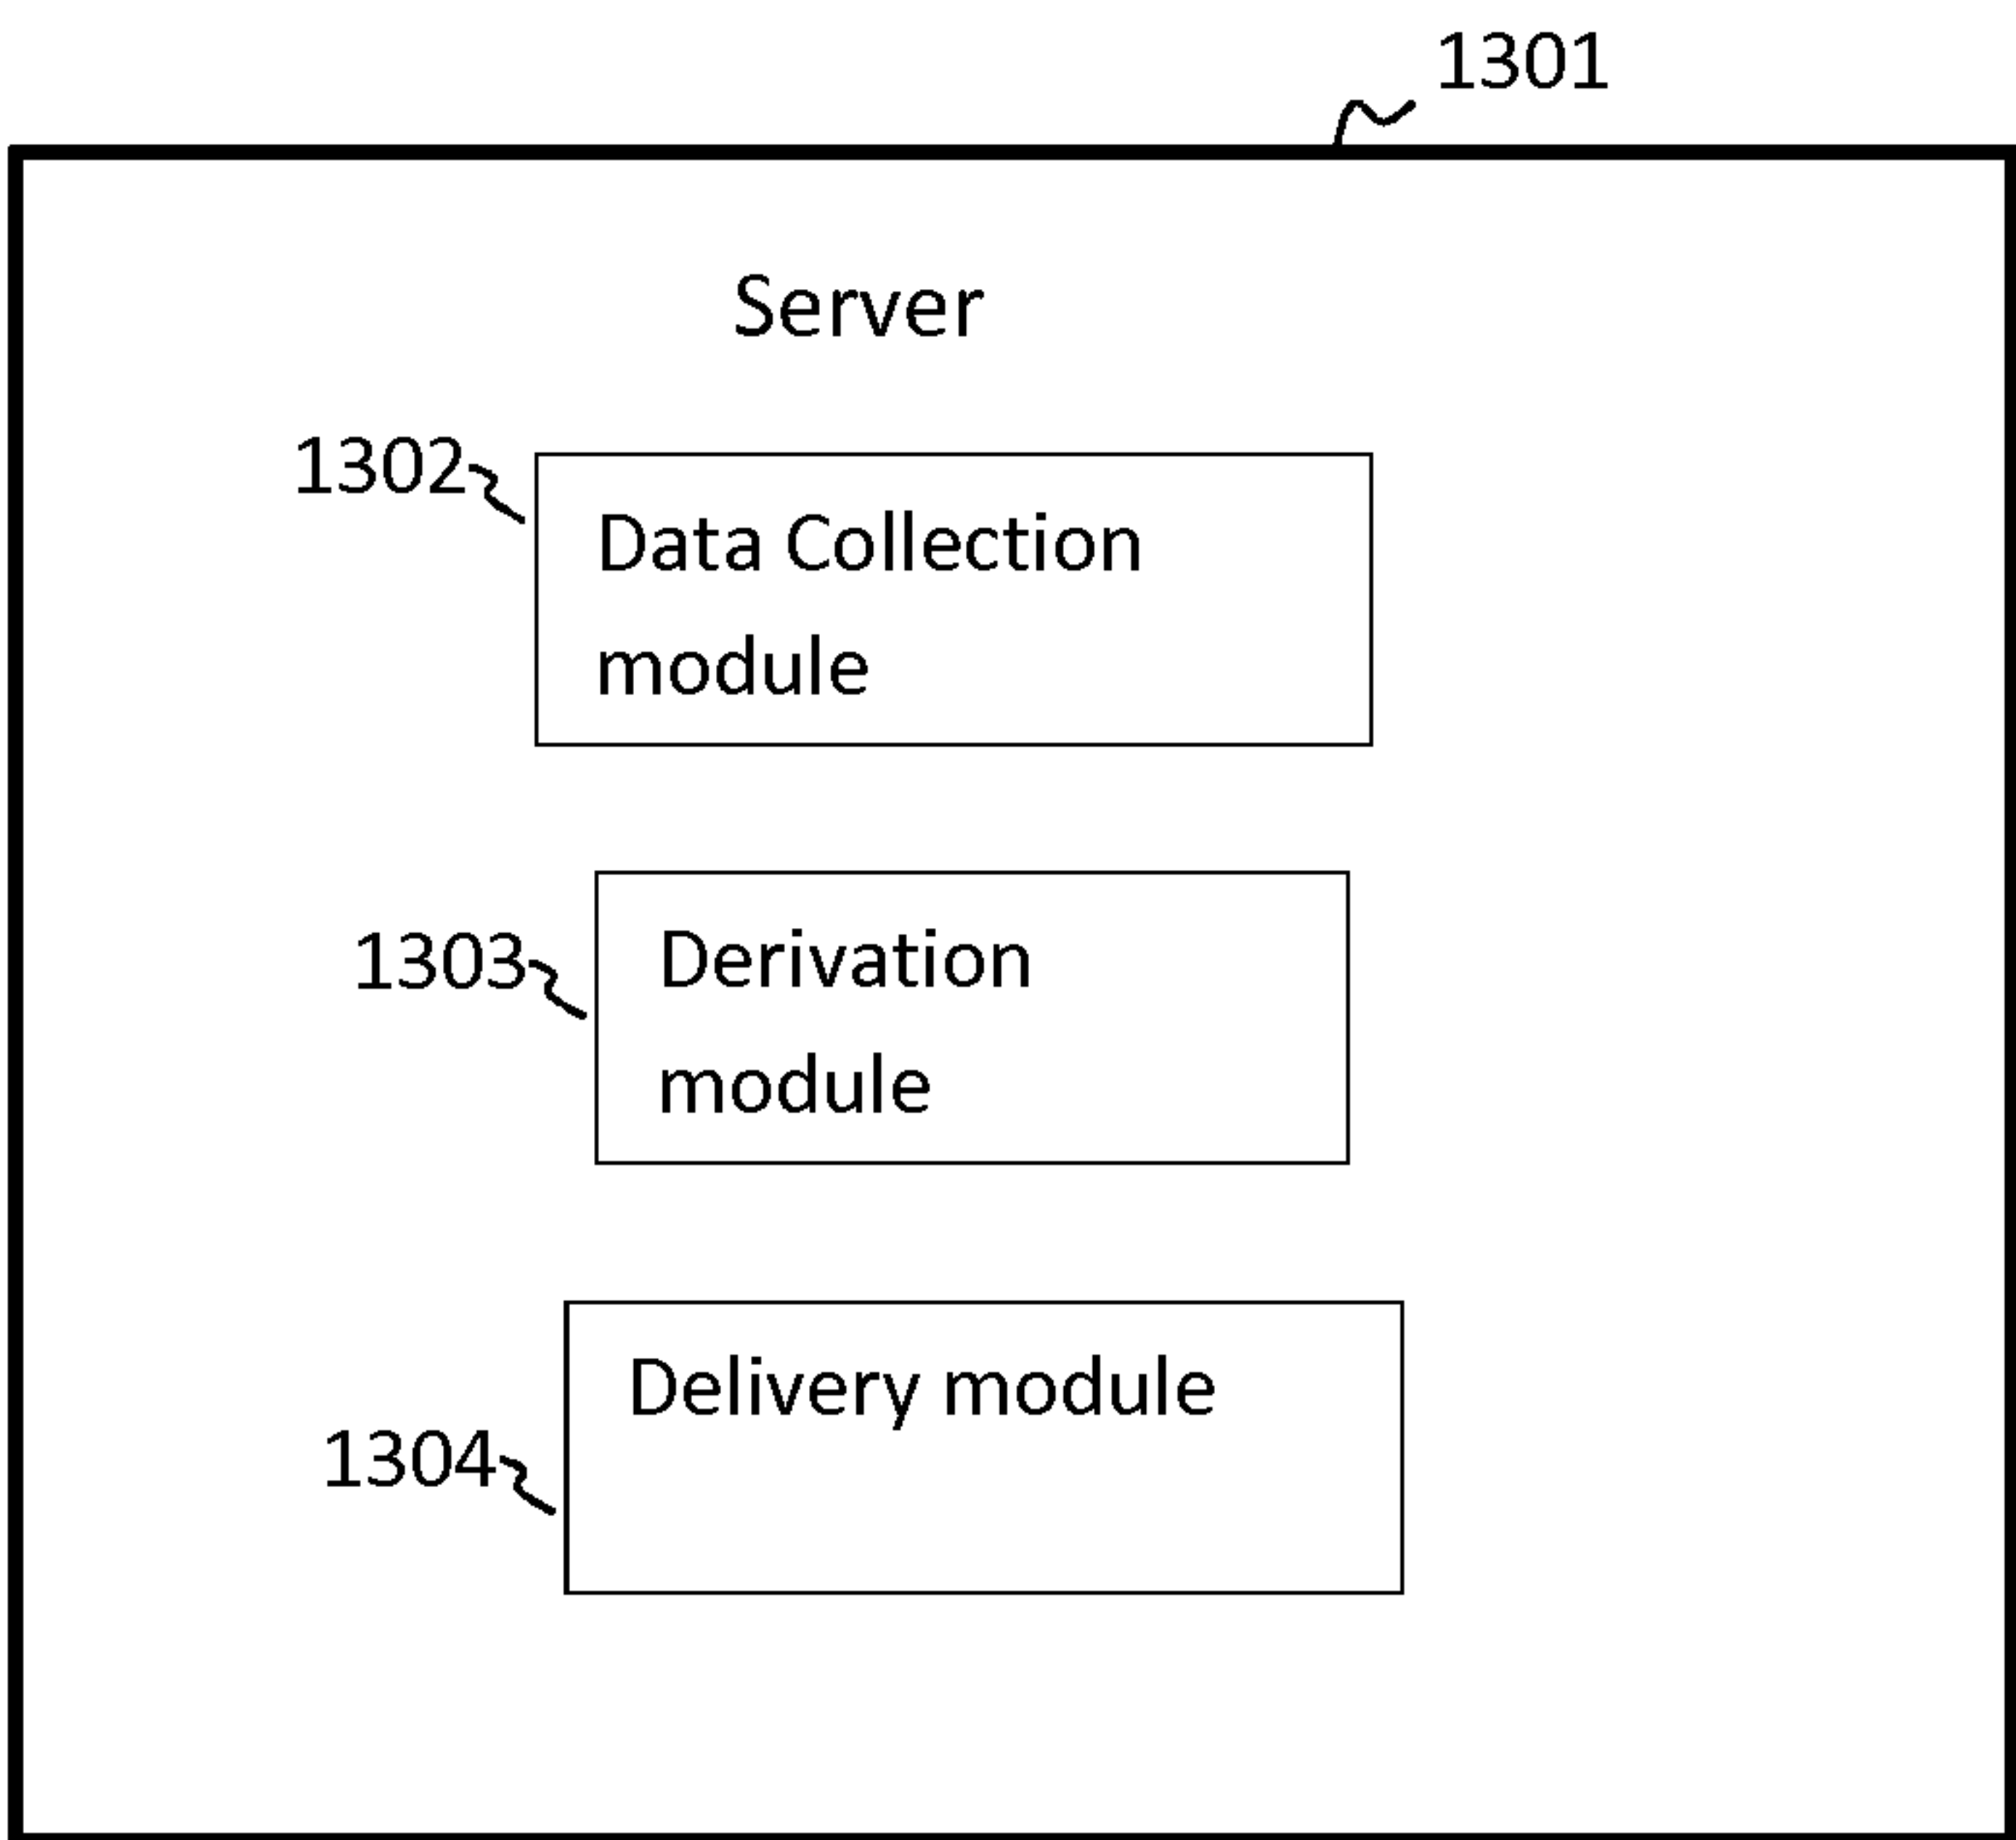 1301
Server
1302
Data Collection
module
1303
Derivation
module
Delivery module
1304